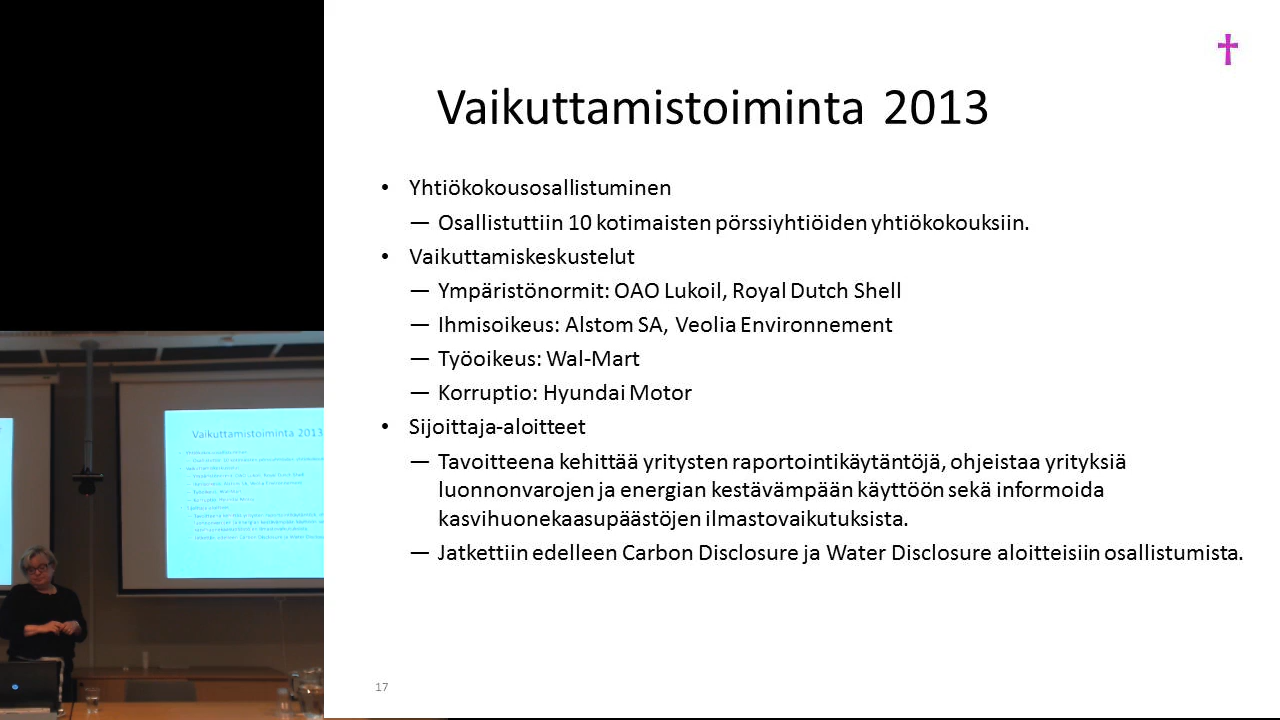 Vaikuttamistoiminta 2013
• Yhtiökokousosallistuminen
— Osallistuttiin 10 kotimaisten pörssiyhtiöiden yhtiökokouksiin.
• Vaikuttamiskeskustelut
— Ympäristönormit: OAO Lukoil, Royal Dutch Shell
— Ihmisoikeus: Alstom SA, Veolia Environnement
— Työoikeus: Wal-Mart
— Korruptio: Hyundai Motor
• Sijoittaja-aloitteet
— Tavoitteena kehittää yritysten raportointikäytäntöjä, ohjeistaa yrityksiä
luonnonvarojen ja energian kestävämpään käyttöön sekä informoida
kasvihuonekaasupäästöjen ilmastovaikutuksista.
— Jatkettiin edelleen Carbon Disclosure ja Water Disclosure aloitteisiin osallistumista.
17
Vaikuttamistoiminta 2013